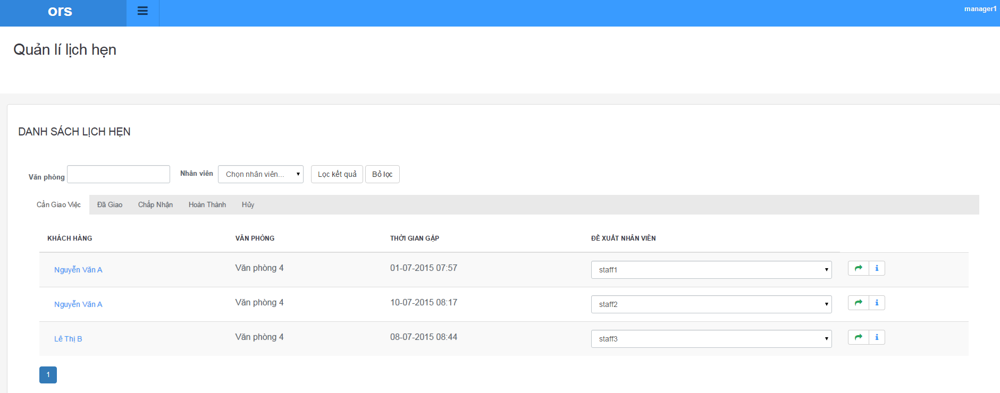 ors
manager1
Quản lí lịch hẹn
DANH SÁCH LỊCH HẸN
Văn phòng Nhân viên Chọn nhân viên... Lọc kết quả Bỏ lọc
Cần Giao Việc Đã Giao Chấp Nhận Hoàn Thành Hủy
KHÁCH HÀNG VĂN PHÒNG THỜI GIAN GẶP ĐỀ XUẤT NHÂN VIÊN
Nguyễn Văn A Văn phòng 4 01-07-2015 07:57 staff1
Nguyễn Văn A Văn phòng 4 10-07-2015 08:17 staff2
Lê Thị B Văn phòng 4 08-07-2015 08:44 staff3
1